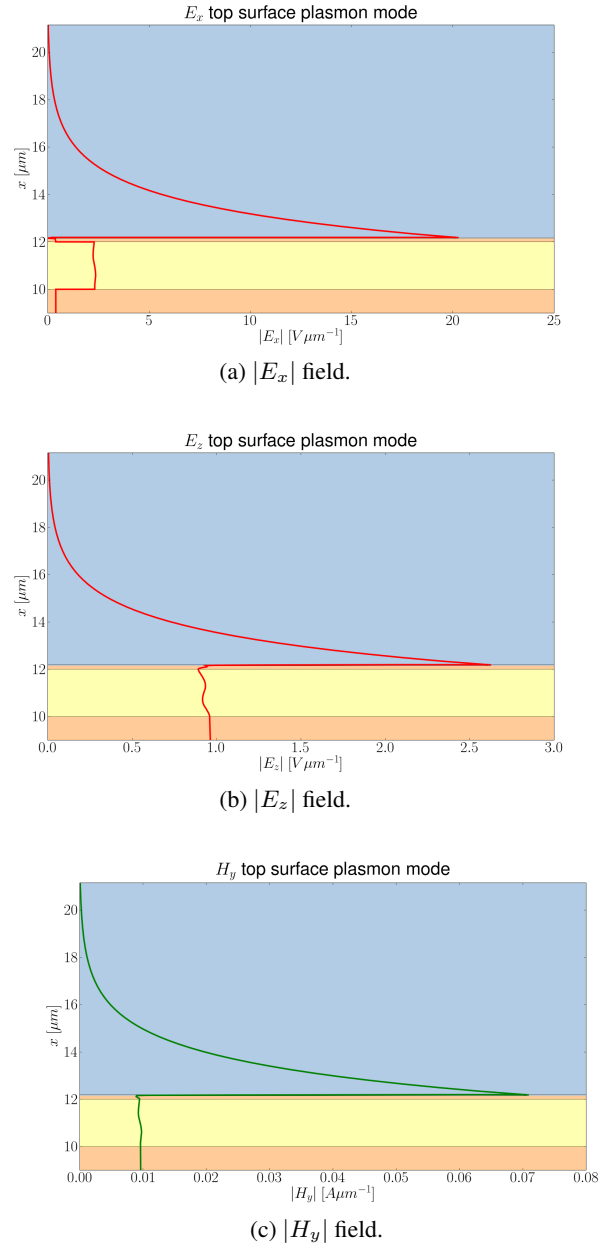 E_x top surface plasmon mode
20
18
16
14
12
10
x [μm]
0 5 10 15 20 25
|E_x| [V μm⁻¹]
(a) |E_x| field.
E_z top surface plasmon mode
20
18
16
14
12
10
x [μm]
0.0 0.5 1.0 1.5 2.0 2.5 3.0
|E_z| [V μm⁻¹]
(b) |E_z| field.
H_y top surface plasmon mode
20
18
16
14
12
10
x [μm]
0.00 0.01 0.02 0.03 0.04 0.05 0.06 0.07 0.08
|H_y| [Aμm⁻¹]
(c) |H_y| field.